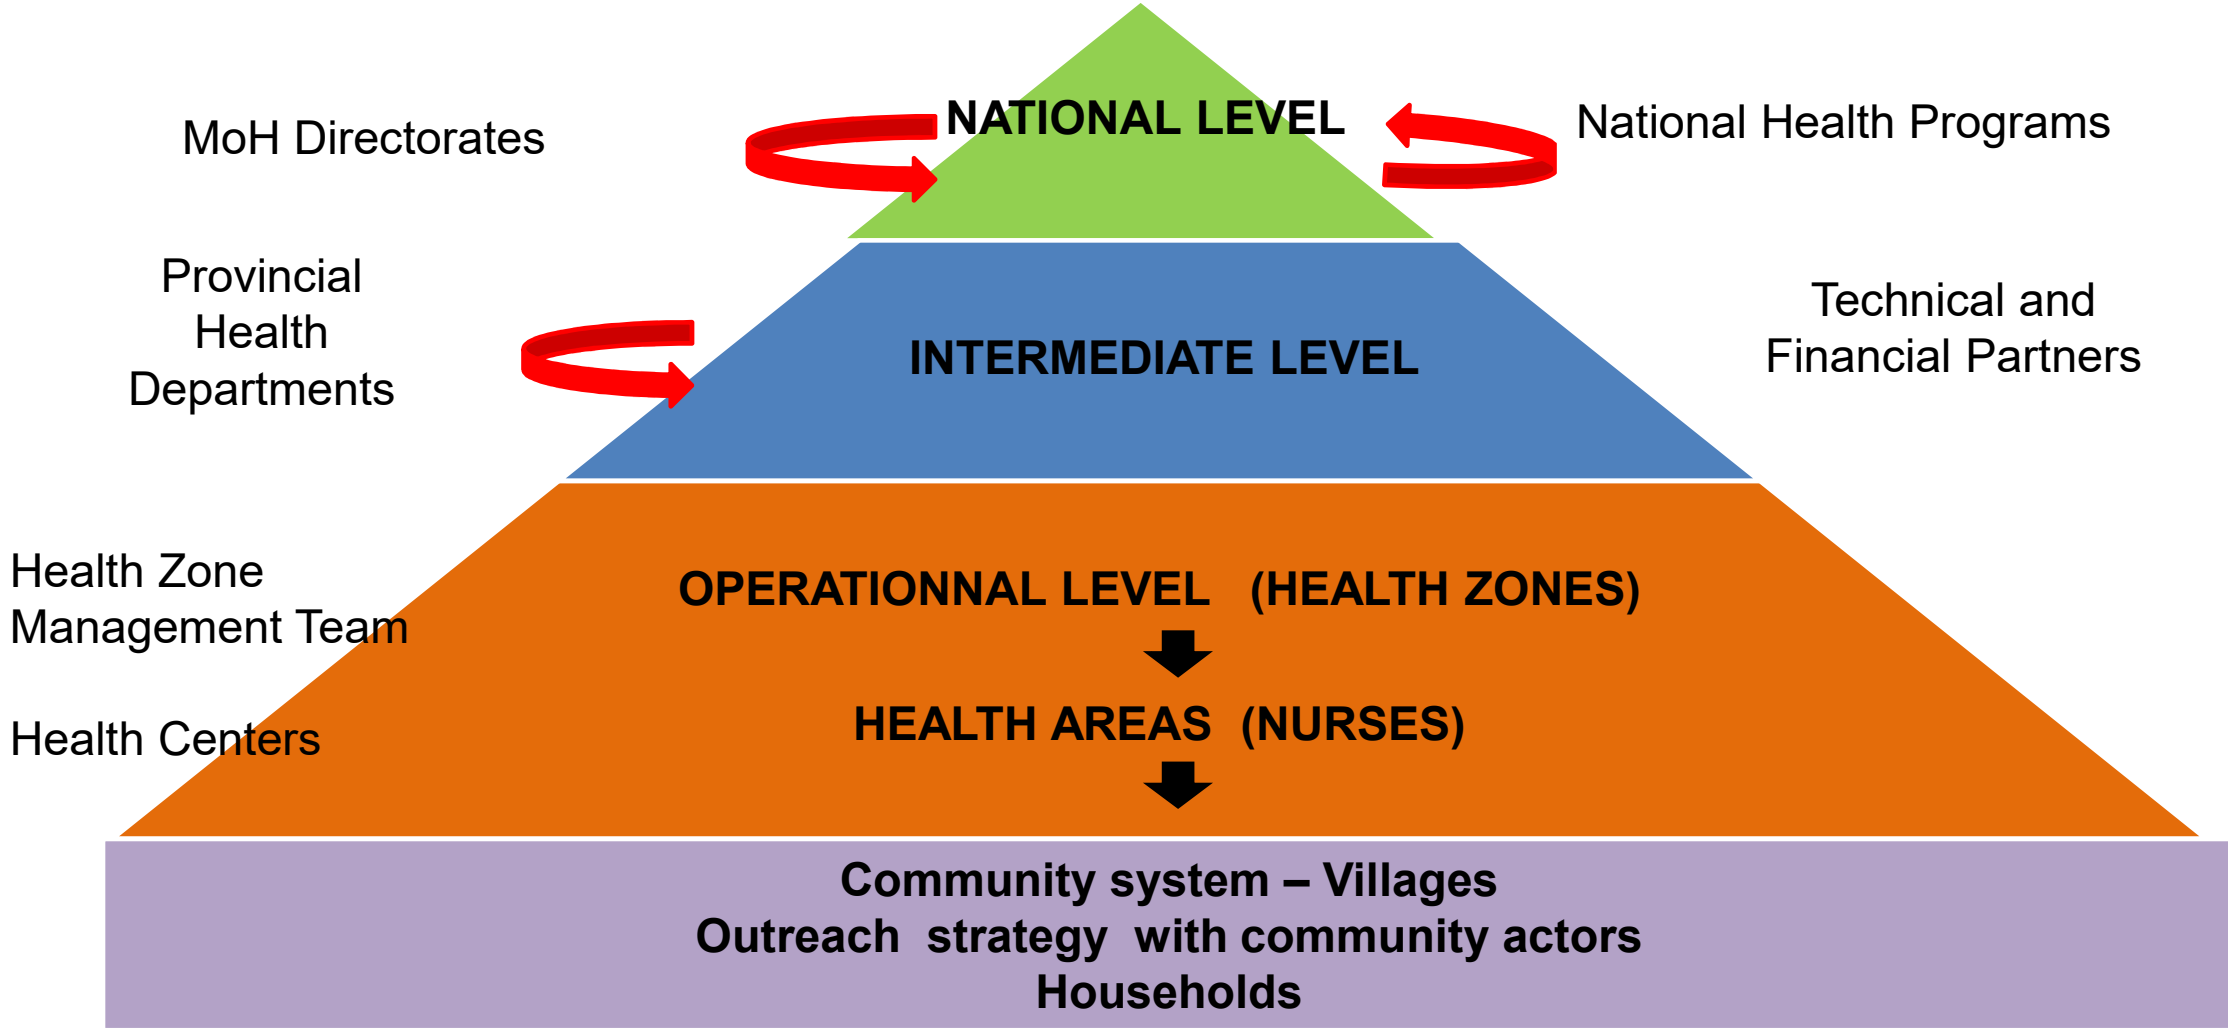 MoH Directorates
NATIONAL LEVEL
National Health Programs
Provincial
Health
Departments
INTERMEDIATE LEVEL
Technical and
Financial Partners
Health Zone
Management Team
OPERATIONNAL LEVEL (HEALTH ZONES)
Health Centers
HEALTH AREAS (NURSES)
Community system – Villages
Outreach strategy with community actors
Households